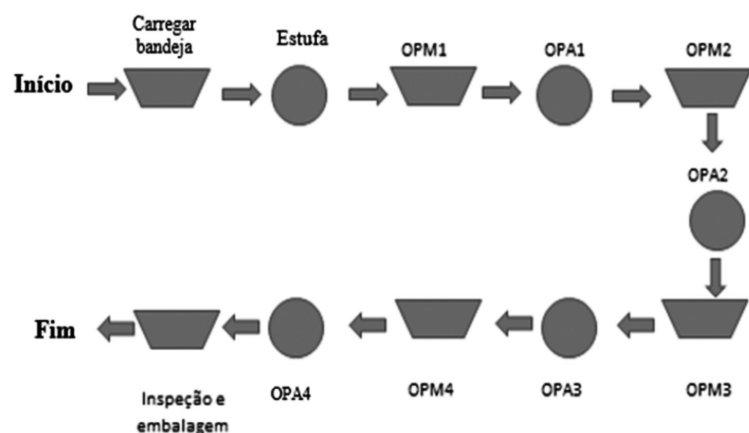 Carregar
bandeja
Estufa
OPM1
OPA1
OPM2
Início
OPA2
Fim
Inspeção e
embalagem
OPA4
OPM4
OPA3
OPM3